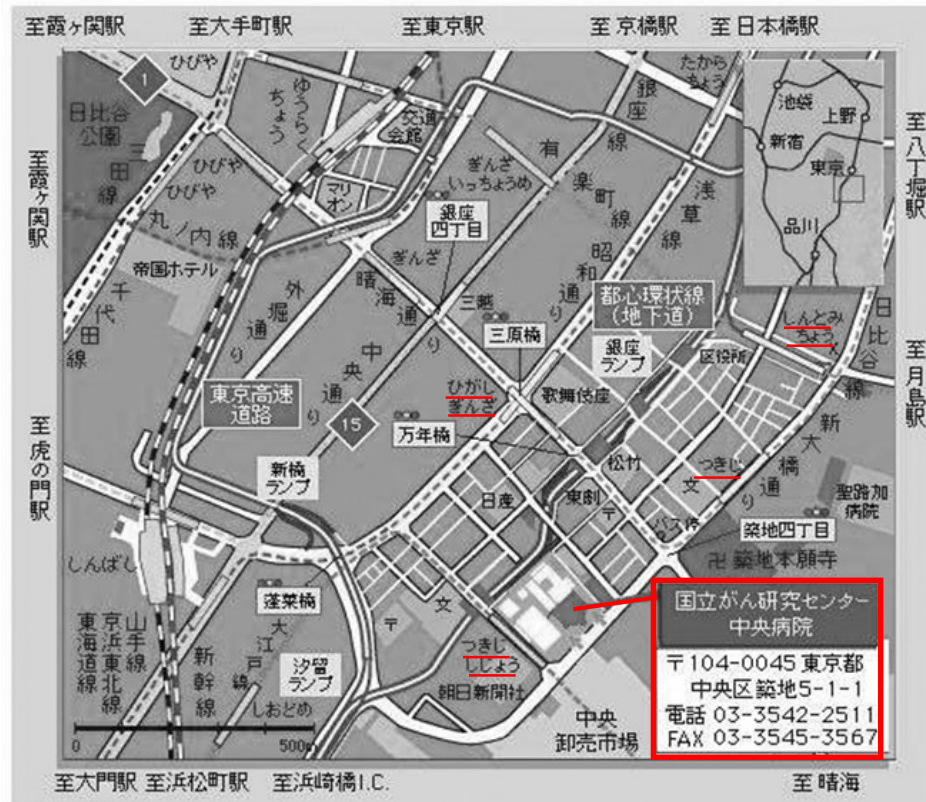 至霞ヶ関駅 至大手町駅 至東京駅 至京橋駅 至日本橋駅
1
ひびや
日比谷
公園
三田線
ゆうらくちょう
交通
会館
ひびや
ひびや
マリ
オン
丸ノ内線
帝国ホテル
千代田線
ぎんざ
いっちょうめ
有楽町線
銀座線
たから
ちょう
浅草線
池袋
上野
新宿
東京
品川
至八丁堀駅
至霞ヶ関駅
銀座
四丁目
ぎんざ
晴海通り
外堀通り
中央通り
三越
昭和通り
三原橋
都心環状線
(地下道)
銀座
ランプ
区役所
しんとみ
ちょう
日比谷線
至月島駅
東京高速
道路
15
ひがし
ぎんざ
歌舞伎座
万年橋
松竹
東劇
〒
つきじ
文
新大橋通り
聖路加
病院
至虎の門駅
新橋
ランプ
日産
バス停
築地四丁目
卍築地本願寺
しんばし
蓬莱橋
文
〒
国立がん研究センター
中央病院
〒104-0045 東京都
中央区築地5-1-1
電話 03-3542-2511
FAX 03-3545-3567
東海道線
京浜東北線
山手線
新幹線
大江戸線
汐留
ランプ
つきじ
しじょう
朝日新聞社
しおどめ
0 500m
中央
卸売市場
至大門駅 至浜松町駅 至浜崎橋I.C. 至晴海